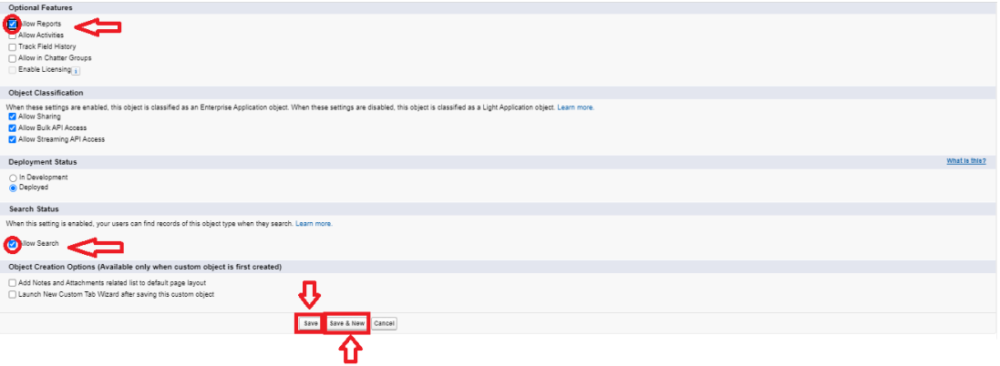 Optional Features
Allow Reports
Allow Activities
Track Field History
Allow in Chatter Groups
Enable Licensing i
Object Classification
When these settings are enabled, this object is classified as an Enterprise Application object. When these settings are disabled, this object is classified as a Light Application object. Learn more.
Allow Sharing
Allow Bulk API Access
Allow Streaming API Access
Deployment Status What is this?
In Development
Deployed
Search Status
When this setting is enabled, your users can find records of this object type when they search. Learn more.
Allow Search
Object Creation Options (Available only when custom object is first created)
Add Notes and Attachments related list to default page layout
Launch New Custom Tab Wizard after saving this custom object
Save Save & New Cancel